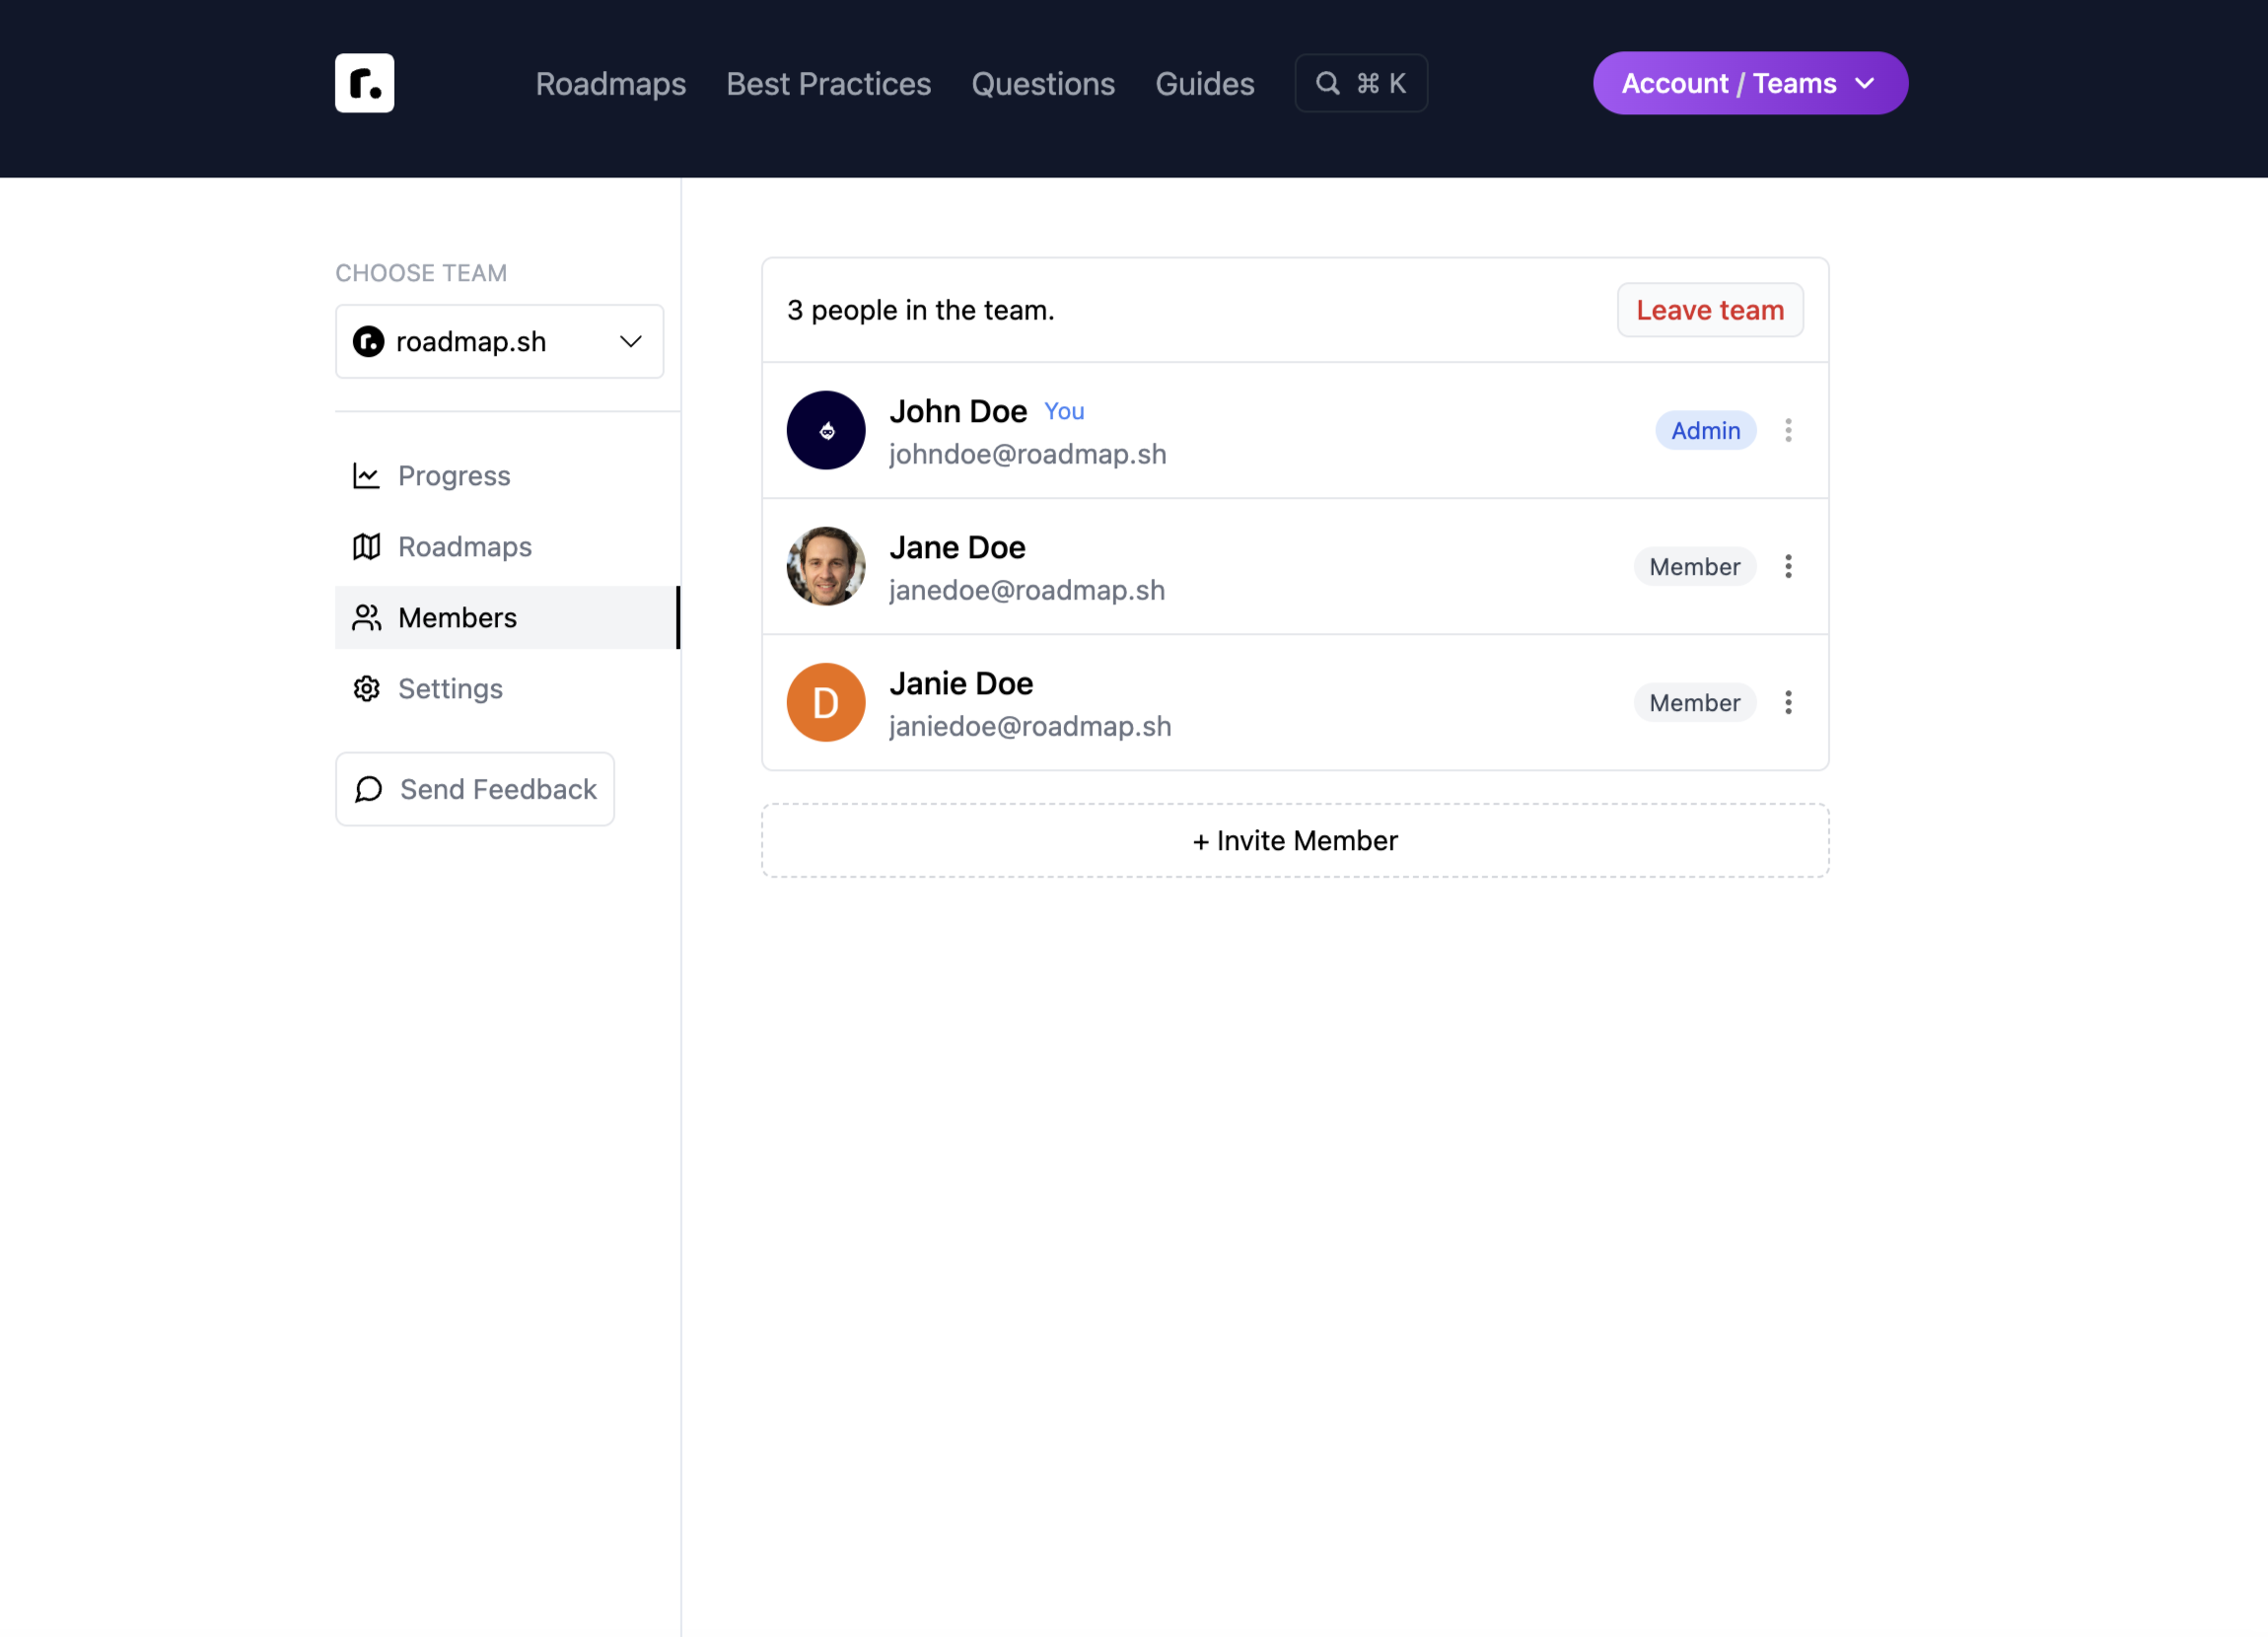 r.
Roadmaps Best Practices Questions Guides ⌘ K Account / Teams
CHOOSE TEAM
r. roadmap.sh
Progress
Roadmaps
Members
Settings
Send Feedback
3 people in the team. Leave team
John Doe You
johndoe@roadmap.sh
Admin
Jane Doe
janedoe@roadmap.sh
Member
D
Janie Doe
janiedoe@roadmap.sh
Member
+ Invite Member